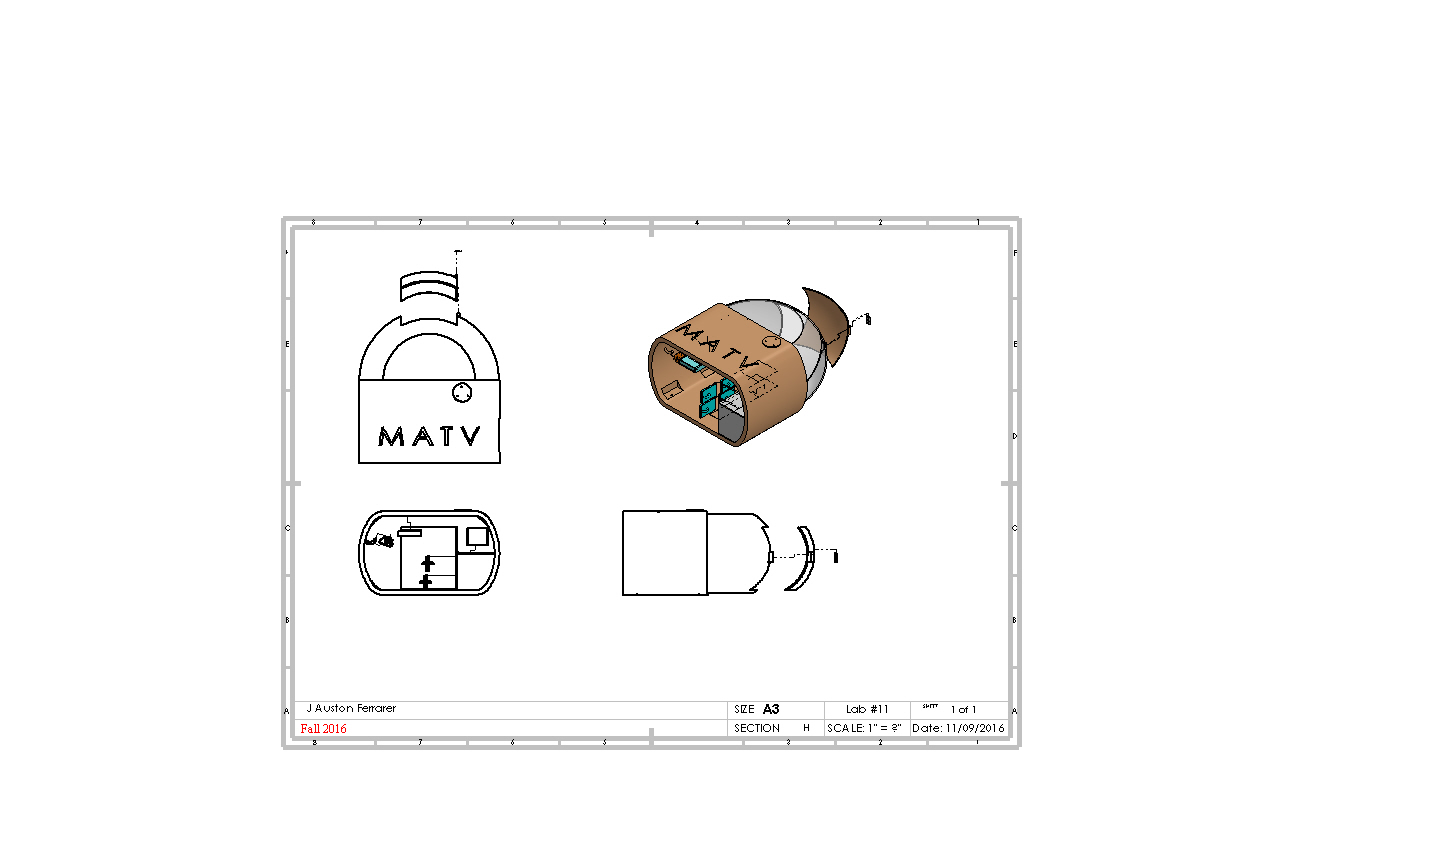 8 7 6 5 4 3 2 1
F F
E E
MATV
MATV
D
C C
B B
A A
J Auston Ferrarer SIZE A3 Lab #11 SHEET 1 of 1
Fall 2016 SECTION H SCALE: 1" = ?" Date: 11/09/2016
8 7 6 5 4 3 2 1